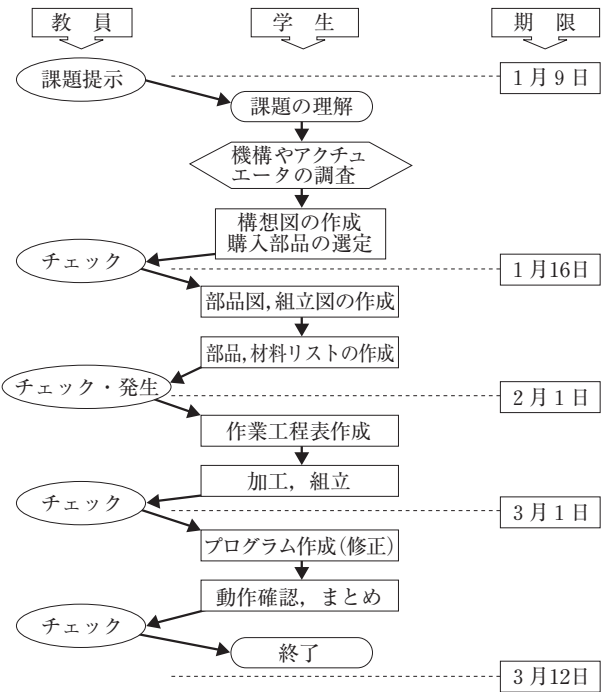 教 員
学 生
期 限
課題提示
1月9日
課題の理解
機構やアクチュ
エータの調査
構想図の作成
購入部品の選定
チェック
1月16日
部品図,組立図の作成
部品,材料リストの作成
チェック・発生
2月1日
作業工程表作成
加工，組立
チェック
3月1日
プログラム作成(修正)
動作確認，まとめ
チェック
終了
3月12日